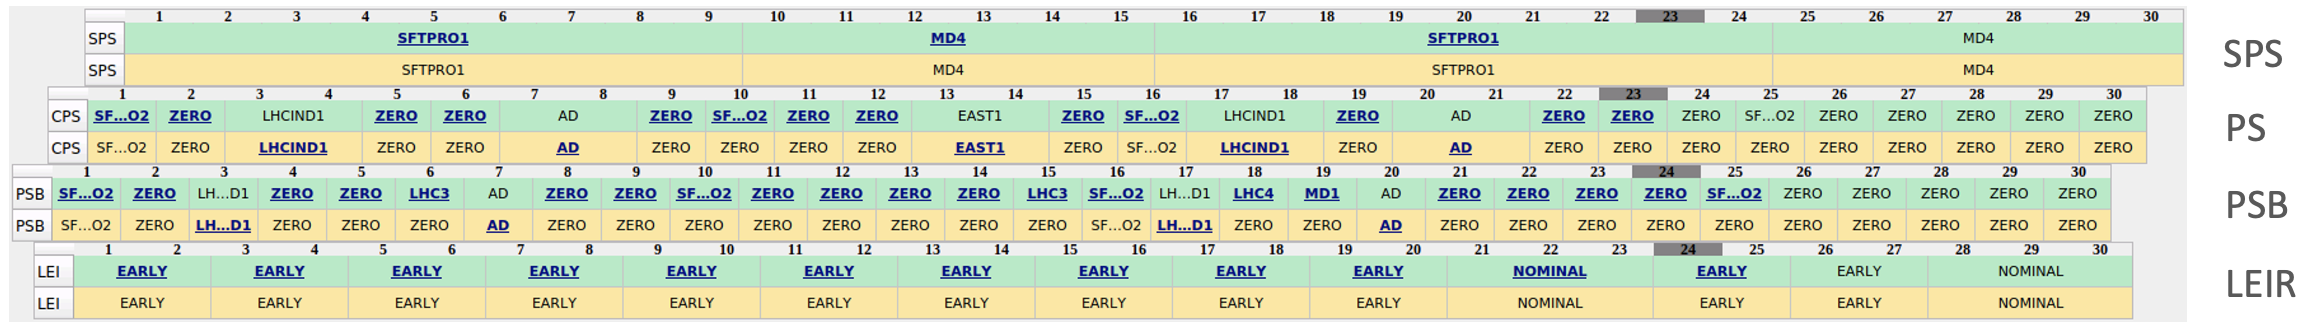 1 2 3 4 5 6 7 8 9 10 11 12 13 14 15 16 17 18 19 20 21 22 23 24 25 26 27 28 29 30
SPS SFTPRO1 MD4 SFTPRO1 MD4 SPS
SPS SFTPRO1 MD4 SFTPRO1 MD4
1 2 3 4 5 6 7 8 9 10 11 12 13 14 15 16 17 18 19 20 21 22 23 24 25 26 27 28 29 30
CPS SF...O2 ZERO LHCIND1 ZERO ZERO AD ZERO SF...O2 ZERO ZERO EAST1 ZERO SF...O2 LHCIND1 ZERO AD ZERO ZERO ZERO SF...O2 ZERO ZERO ZERO ZERO ZERO PS
CPS SF...O2 ZERO LHCIND1 ZERO ZERO AD ZERO ZERO ZERO ZERO EAST1 ZERO SF...O2 LHCIND1 ZERO AD ZERO ZERO ZERO ZERO ZERO ZERO ZERO ZERO ZERO
1 2 3 4 5 6 7 8 9 10 11 12 13 14 15 16 17 18 19 20 21 22 23 24 25 26 27 28 29 30
PSB SF...O2 ZERO LH...D1 ZERO ZERO LHC3 AD ZERO ZERO SF...O2 ZERO ZERO ZERO ZERO LHC3 SF...O2 LH...D1 LHC4 MD1 AD ZERO ZERO ZERO ZERO SF...O2 ZERO ZERO ZERO ZERO ZERO PSB
PSB SF...O2 ZERO LH...D1 ZERO ZERO ZERO AD ZERO ZERO ZERO ZERO ZERO ZERO ZERO ZERO SF...O2 LH...D1 ZERO ZERO AD ZERO ZERO ZERO ZERO ZERO ZERO ZERO ZERO ZERO ZERO
1 2 3 4 5 6 7 8 9 10 11 12 13 14 15 16 17 18 19 20 21 22 23 24 25 26 27 28 29 30
LEI EARLY EARLY EARLY EARLY EARLY EARLY EARLY EARLY EARLY EARLY NOMINAL EARLY EARLY NOMINAL LEIR
LEI EARLY EARLY EARLY EARLY EARLY EARLY EARLY EARLY EARLY EARLY NOMINAL EARLY EARLY NOMINAL